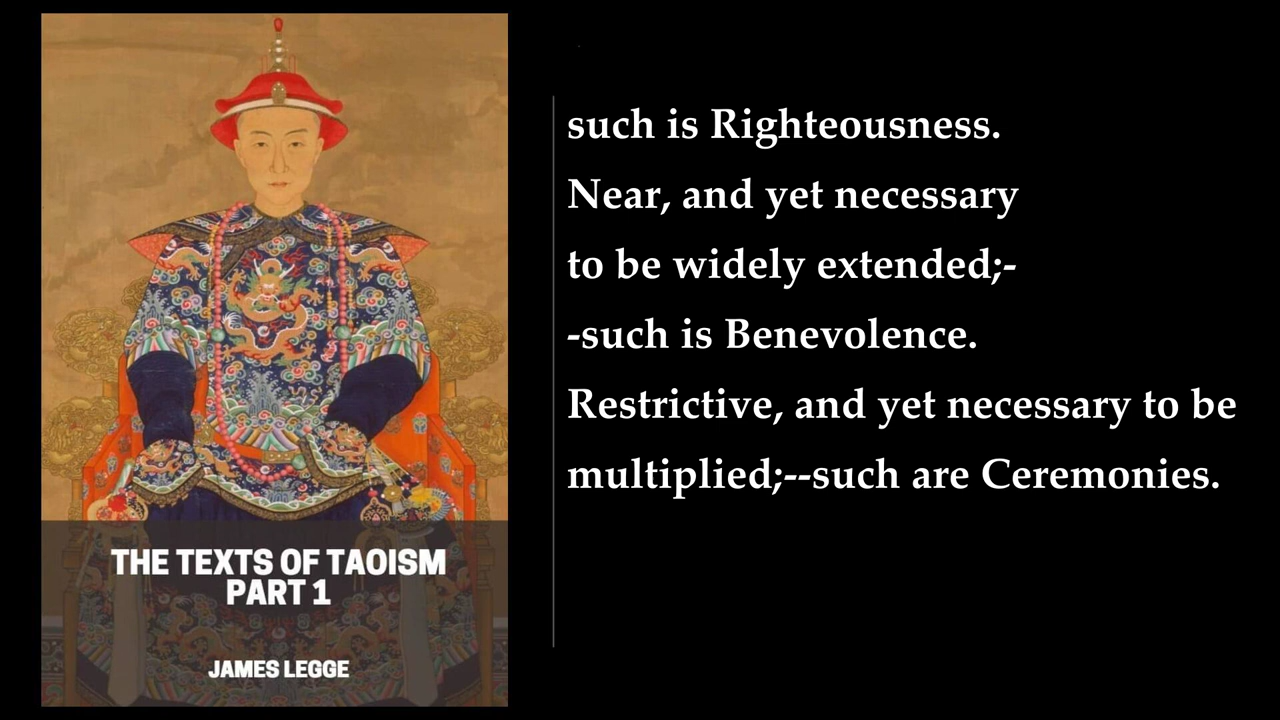 THE TEXTS OF TAOISM
PART 1
JAMES LEGGE
such is Righteousness.
Near, and yet necessary
to be widely extended;-
-such is Benevolence.
Restrictive, and yet necessary to be
multiplied;--such are Ceremonies.